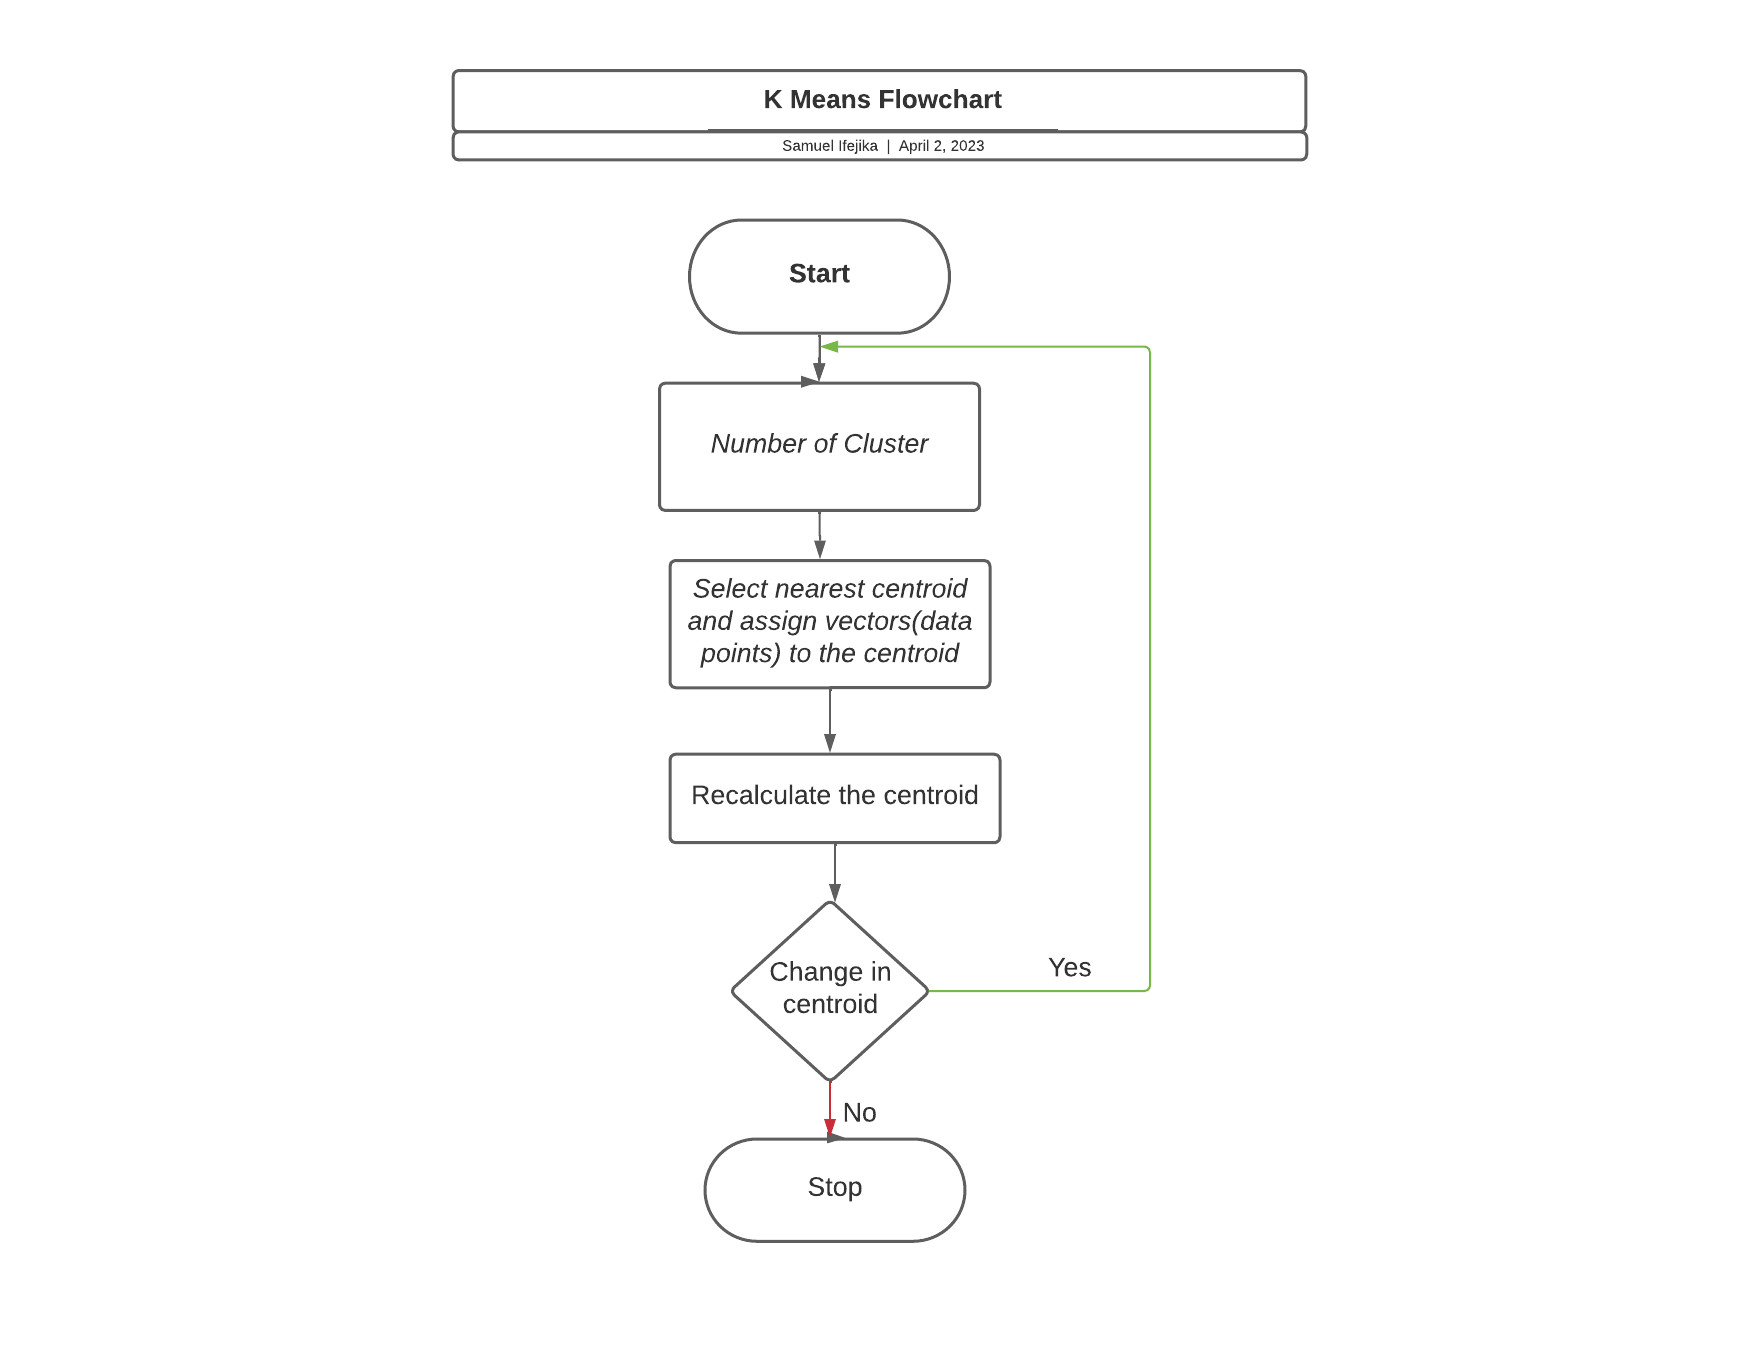 K Means Flowchart
Samuel Ifejika | April 2, 2023
Start
Number of Cluster
Select nearest centroid
and assign vectors(data
points) to the centroid
Recalculate the centroid
Change in
centroid
Yes
No
Stop